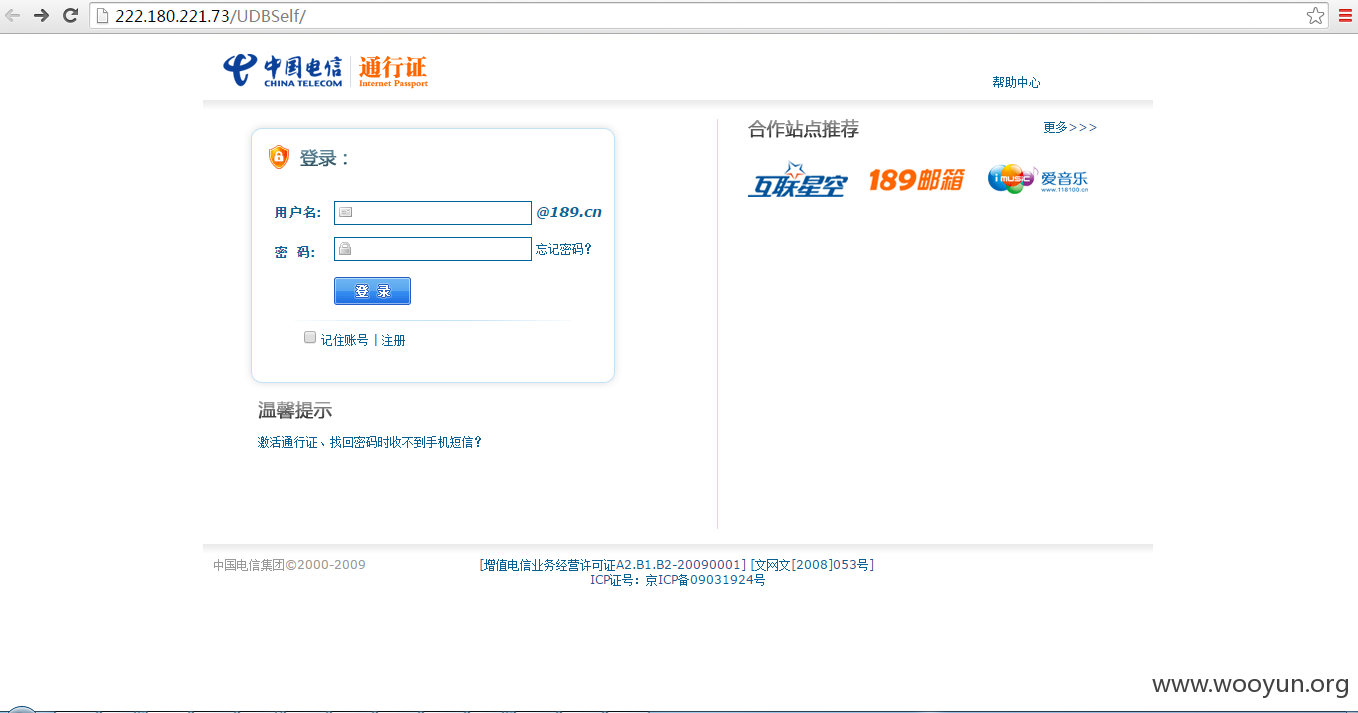 222.180.221.73/UDBSelf/
中国电信
CHINA TELECOM
通行证
Internet Passport
帮助中心
登录：
用户名:
@189.cn
密 码:
忘记密码?
登 录
记住账号 | 注册
温馨提示
激活通行证、找回密码时收不到手机短信?
合作站点推荐
更多>>>
互联星空
189邮箱
i MUSIC
爱音乐
www.118100.cn
中国电信集团©2000-2009
[增值电信业务经营许可证A2.B1.B2-20090001] [文网文[2008]053号]
ICP证号：京ICP备09031924号
www.wooyun.org